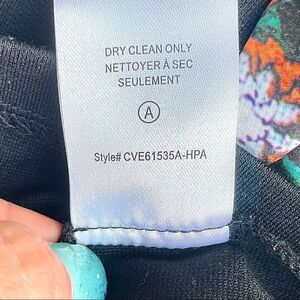 DRY CLEAN ONLY
NETTOYER À SEC
SEULEMENT
A
Style# CVE61535A-HPA